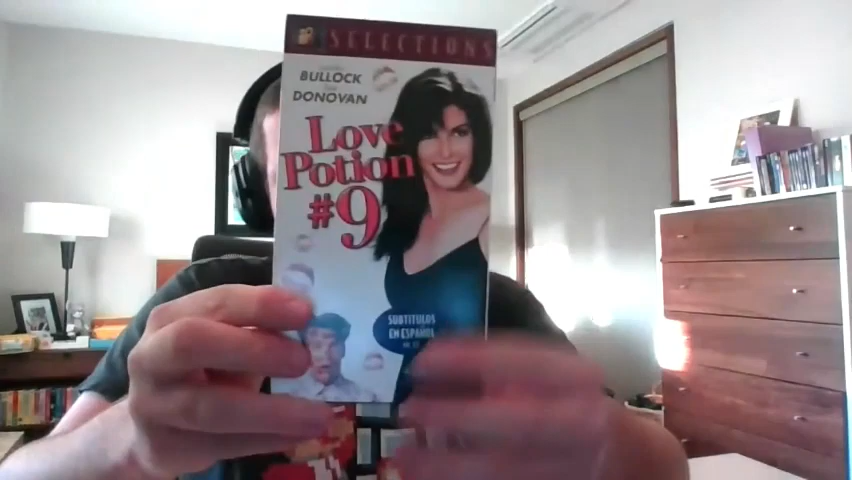 SELECTIONS
BULLOCK
DONOVAN
Love
Potion
#9
SUBTITULOS
EN ESPAÑOL